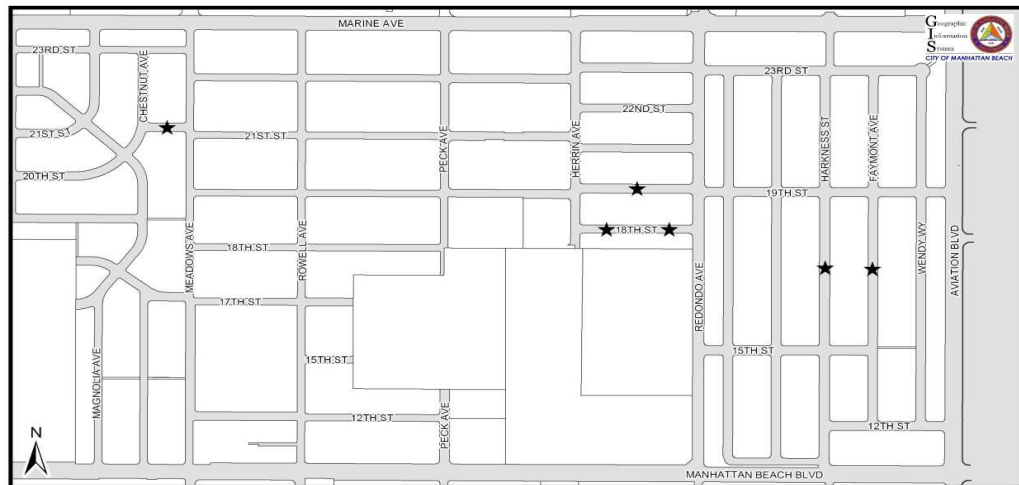 MARINE AVE
Geographic
Information
System
CITY OF MANHATTAN BEACH
23RD ST
CHESTNUT AVE
23RD ST
22ND ST
21ST ST
21ST ST
PECK AVE
HERRIN AVE
HARKNESS ST
FAYMONT AVE
20TH ST
19TH ST
MEADOWS AVE
ROWELL AVE
18TH ST
18TH ST
REDONDO AVE
WENDY WY
AVIATION BLVD
17TH ST
15TH ST
15TH ST
MAGNOLIA AVE
12TH ST
PECK AVE
12TH ST
N
MANHATTAN BEACH BLVD